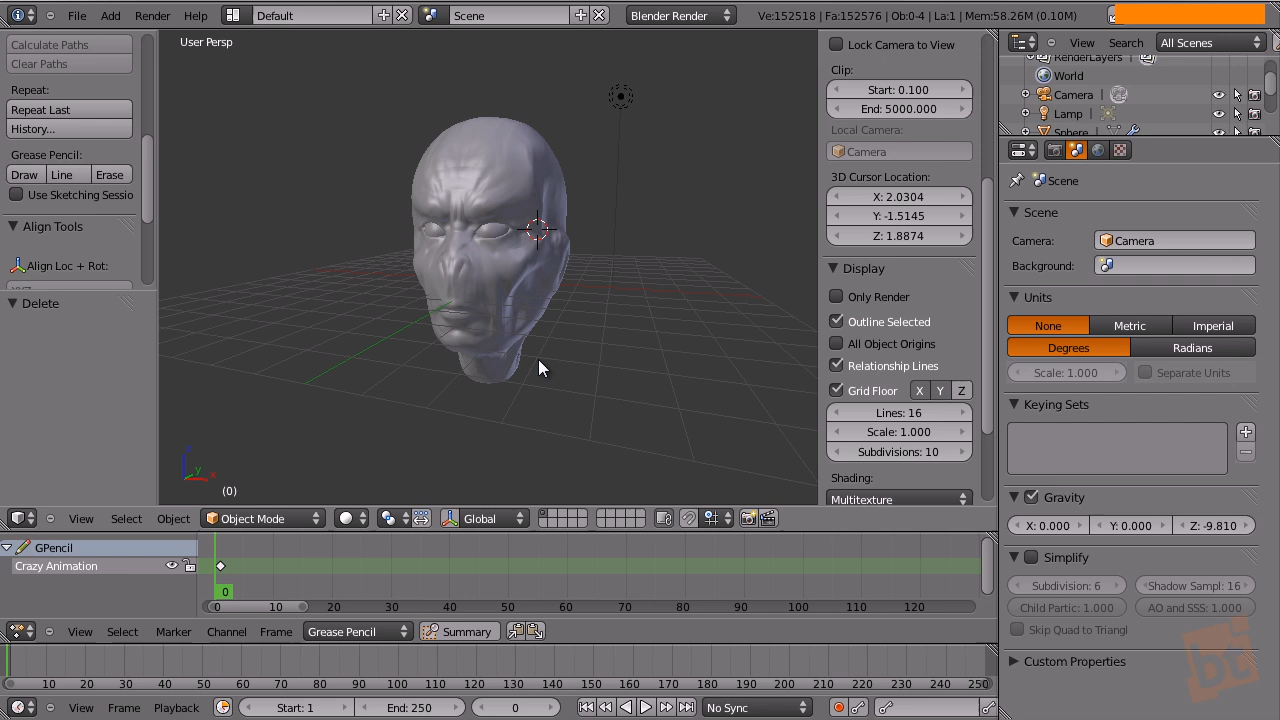 File Add Render Help Default Scene Blender Render Ve:152518 | Fa:152576 | Ob:0-4 | La:1 | Mem:58.26M (0.10M)
Calculate Paths
Clear Paths
Repeat:
Repeat Last
History...
Grease Pencil:
Draw Line Erase
Use Sketching Sessio
Align Tools
Align Loc + Rot:
Delete
User Persp
z
y
x
(0)
Lock Camera to View
Clip:
Start: 0.100
End: 5000.000
Local Camera:
Camera
3D Cursor Location:
X: 2.0304
Y: -1.5145
Z: 1.8874
Display
Only Render
Outline Selected
All Object Origins
Relationship Lines
Grid Floor X Y Z
Lines: 16
Scale: 1.000
Subdivisions: 10
Shading:
Multitexture
View Search All Scenes
RenderLayers |
World
Camera |
Lamp |
Sphere |
Scene
Scene
Camera: Camera
Background:
Units
None Metric Imperial
Degrees Radians
Scale: 1.000 Separate Units
Keying Sets
Gravity
X: 0.000 Y: 0.000 Z: -9.810
Simplify
Subdivision: 6 Shadow Sampl: 16
Child Partic: 1.000 AO and SSS: 1.000
Skip Quad to Triangl
Custom Properties
bc
View Select Object Object Mode Global
GPencil
Crazy Animation
0
0 10 20 30 40 50 60 70 80 90 100 110 120
View Select Marker Channel Frame Grease Pencil Summary
10 20 30 40 50 60 70 80 90 100 110 120 130 140 150 160 170 180 190 200 210 220 230 240 250
View Frame Playback Start: 1 End: 250 0 No Sync